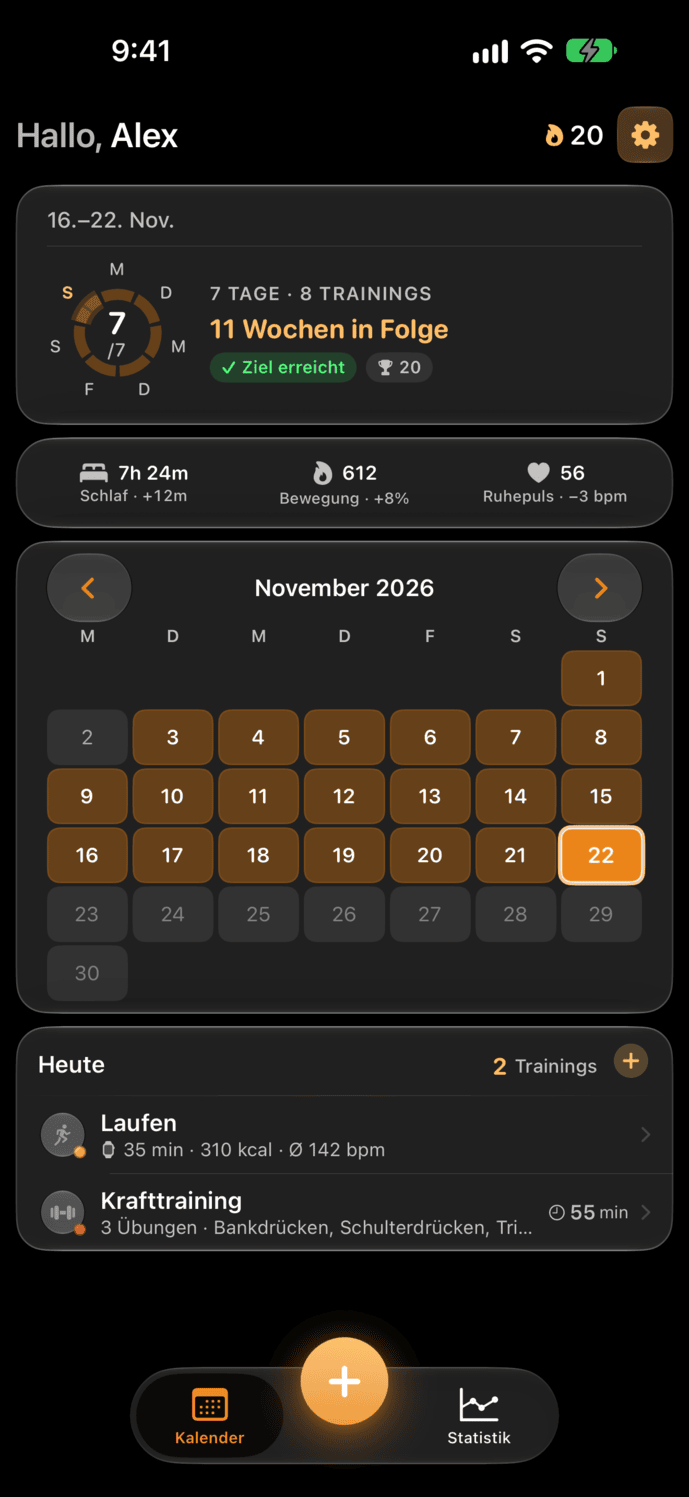 9:41
Hallo, Alex
20
16.–22. Nov.
M
S D
7 TAGE · 8 TRAININGS
7
/7
11 Wochen in Folge
S M
Ziel erreicht
20
F D
7h 24m
Schlaf · +12m
612
Bewegung · +8%
56
Ruhepuls · −3 bpm
November 2026
M D M D F S S
1
2 3 4 5 6 7 8
9 10 11 12 13 14 15
16 17 18 19 20 21 22
23 24 25 26 27 28 29
30
Heute
2 Trainings
Laufen
35 min · 310 kcal · Ø 142 bpm
Krafttraining
3 Übungen · Bankdrücken, Schulterdrücken, Tri...
55 min
Kalender
Statistik